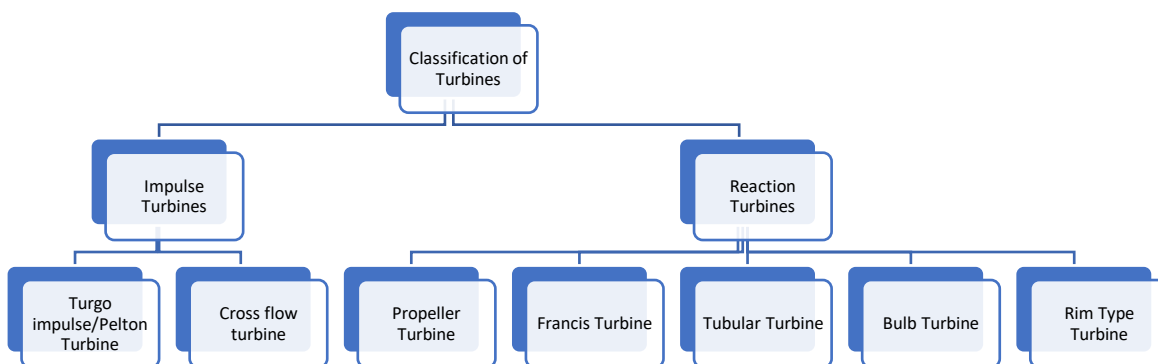 Classification of
Turbines
Impulse
Turbines
Reaction
Turbines
Turgo
impulse/Pelton
Turbine
Cross flow
turbine
Propeller
Turbine
Francis Turbine
Tubular Turbine
Bulb Turbine
Rim Type
Turbine